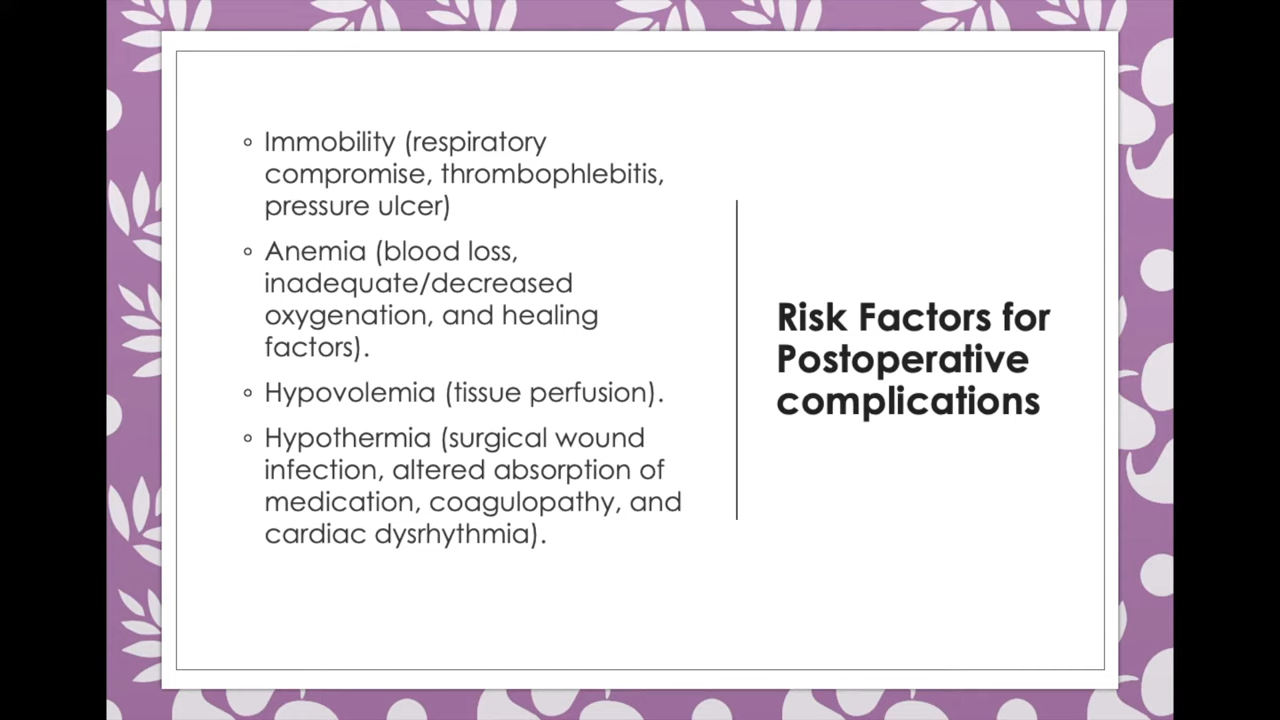 ◦ Immobility (respiratory
compromise, thrombophlebitis,
pressure ulcer)
◦ Anemia (blood loss,
inadequate/decreased
oxygenation, and healing
factors).
◦ Hypovolemia (tissue perfusion).
◦ Hypothermia (surgical wound
infection, altered absorption of
medication, coagulopathy, and
cardiac dysrhythmia).
Risk Factors for
Postoperative
complications